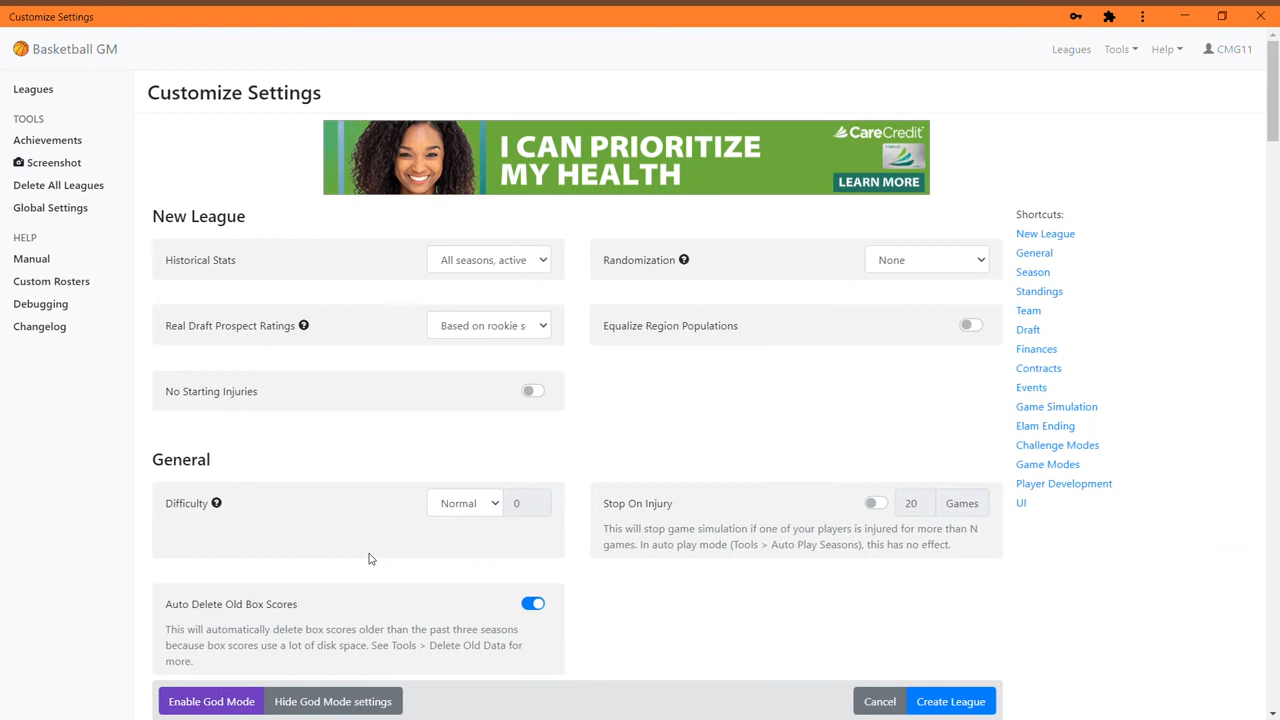 Customize Settings
Basketball GM
Leagues
Tools
Help
CMG11
Leagues
TOOLS
Achievements
Screenshot
Delete All Leagues
Global Settings
HELP
Manual
Custom Rosters
Debugging
Changelog
Customize Settings
I CAN PRIORITIZE
MY HEALTH
CareCredit
LEARN MORE
New League
Historical Stats
All seasons, active
Randomization
None
Real Draft Prospect Ratings
Based on rookie s
Equalize Region Populations
No Starting Injuries
General
Difficulty
Normal
0
Stop On Injury
20
Games
This will stop game simulation if one of your players is injured for more than N
games. In auto play mode (Tools > Auto Play Seasons), this has no effect.
Auto Delete Old Box Scores
This will automatically delete box scores older than the past three seasons
because box scores use a lot of disk space. See Tools > Delete Old Data for
more.
Enable God Mode
Hide God Mode settings
Cancel
Create League
Shortcuts:
New League
General
Season
Standings
Team
Draft
Finances
Contracts
Events
Game Simulation
Elam Ending
Challenge Modes
Game Modes
Player Development
UI